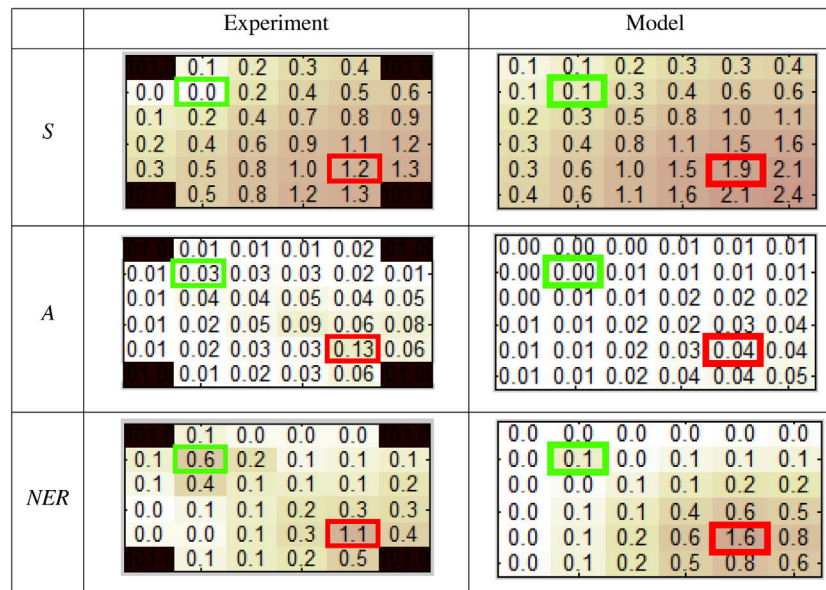 Experiment Model
S
0.1 0.2 0.3 0.4
0.0 0.0 0.2 0.4 0.5 0.6
0.1 0.2 0.4 0.7 0.8 0.9
0.2 0.4 0.6 0.9 1.1 1.2
0.3 0.5 0.8 1.0 1.2 1.3
0.5 0.8 1.2 1.3
0.1 0.1 0.2 0.3 0.3 0.4
0.1 0.1 0.3 0.4 0.6 0.6
0.2 0.3 0.5 0.8 1.0 1.1
0.3 0.4 0.8 1.1 1.5 1.6
0.3 0.6 1.0 1.5 1.9 2.1
0.4 0.6 1.1 1.6 2.1 2.4
A
0.01 0.01 0.01 0.02
0.01 0.03 0.03 0.03 0.02 0.01
0.01 0.04 0.04 0.05 0.04 0.05
0.01 0.02 0.05 0.09 0.06 0.08
0.01 0.02 0.03 0.03 0.13 0.06
0.01 0.02 0.03 0.06
0.00 0.00 0.00 0.01 0.01 0.01
0.00 0.00 0.01 0.01 0.01 0.01
0.00 0.01 0.01 0.02 0.02 0.02
0.01 0.01 0.02 0.02 0.03 0.04
0.01 0.01 0.02 0.03 0.04 0.04
0.01 0.01 0.02 0.04 0.04 0.05
NER
0.1 0.0 0.0 0.0
0.1 0.6 0.2 0.1 0.1 0.1
0.1 0.4 0.1 0.1 0.1 0.2
0.0 0.0 0.1 0.2 0.3 0.3
0.0 0.0 0.1 0.3 1.1 0.4
0.1 0.1 0.2 0.5
0.0 0.0 0.0 0.0 0.0 0.0
0.0 0.1 0.0 0.1 0.1 0.1
0.0 0.0 0.1 0.1 0.2 0.2
0.0 0.1 0.1 0.4 0.6 0.5
0.0 0.1 0.2 0.6 1.6 0.8
0.0 0.1 0.2 0.5 0.8 0.6